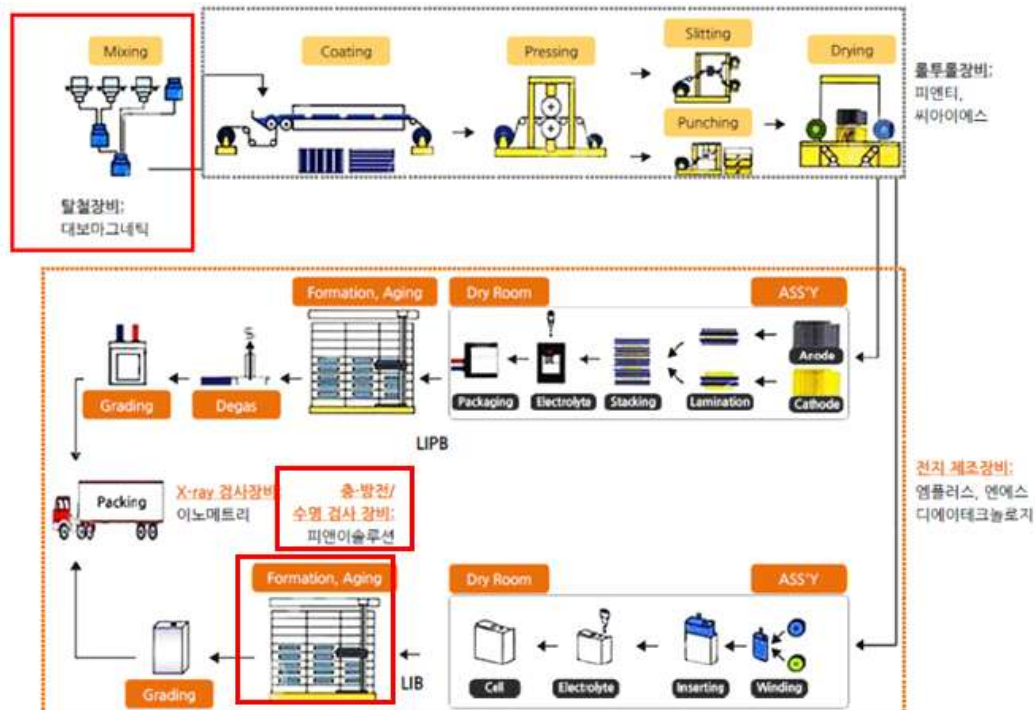 Mixing
탈철장비:
대보마그네틱
Coating
Pressing
Slitting
Punching
Drying
롤투롤장비:
피엔티,
씨아이에스
Formation, Aging
Dry Room
ASS'Y
Grading
Degas
Packaging
Electrolyte
Stacking
Lamination
Anode
Cathode
LIPB
Packing
X-ray 검사장비:
이노메트리
충·방전/
수명 검사 장비:
피앤이솔루션
전지 제조장비:
엠플러스, 엔에스
디에이테크놀로지
Formation, Aging
Dry Room
ASS'Y
Grading
LIB
Cell
Electrolyte
Inserting
Winding